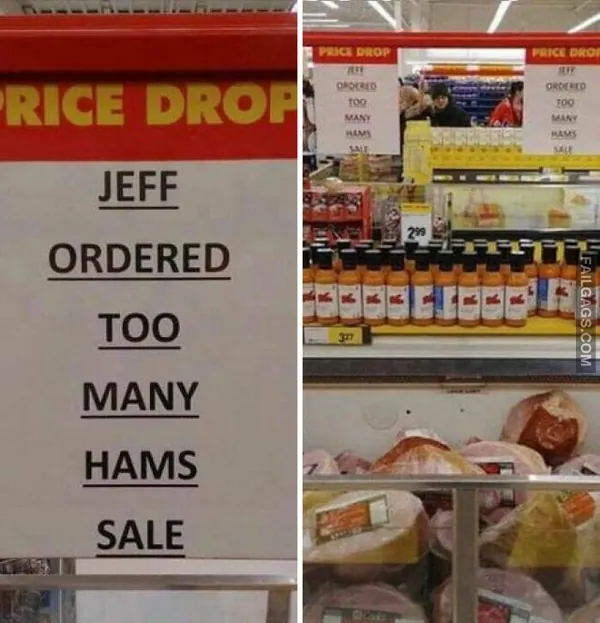 PRICE DROP
JEFF
ORDERED
TOO
MANY
HAMS
SALE
PRICE DROP
JEFF
ORDERED
TOO
MANY
HAMS
SALE
PRICE DROP
JEFF
ORDERED
TOO
MANY
HAMS
SALE
2.99
3.27
FAILGAGS.COM